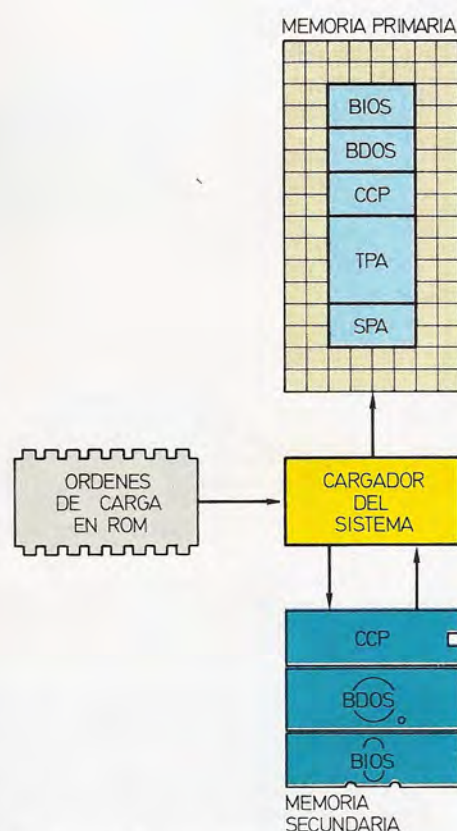 MEMORIA PRIMARIA
BIOS
BDOS
CCP
TPA
SPA
ORDENES
DE CARGA
EN ROM
CARGADOR
DEL
SISTEMA
CCP
BDOS
BIOS
MEMORIA
SECUNDARIA